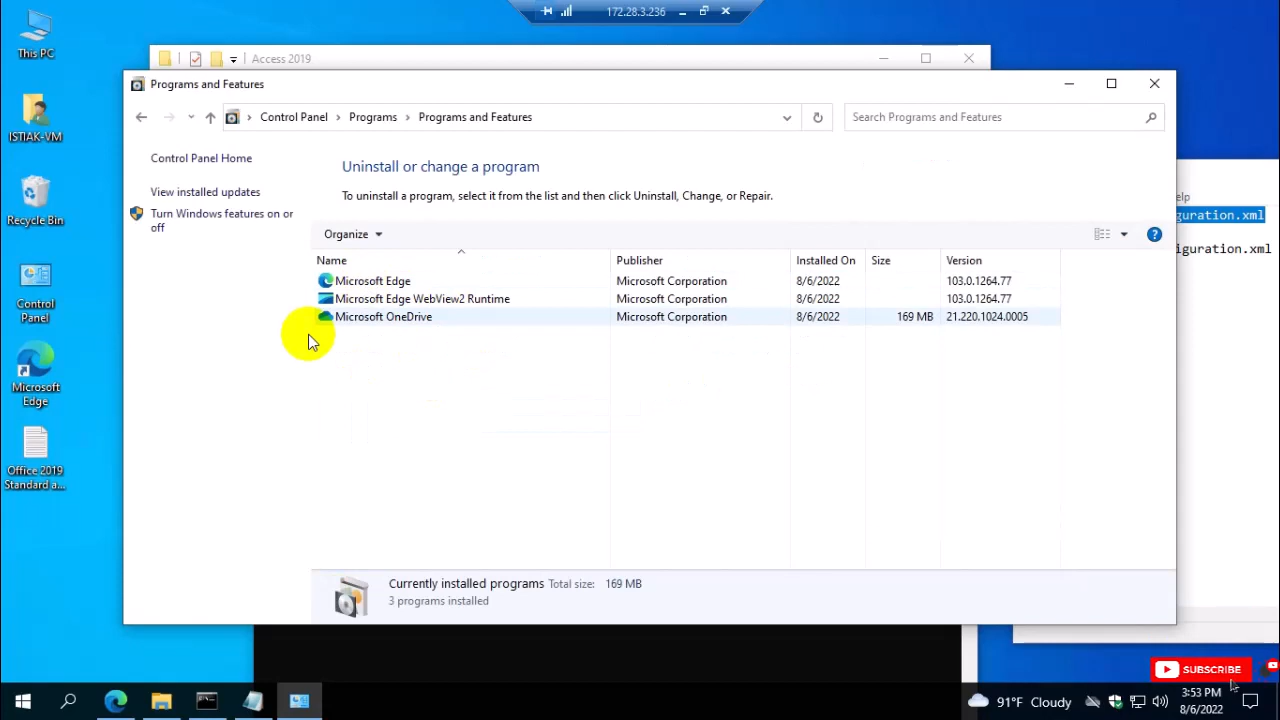 172.28.3.236
This PC
Access 2019
Programs and Features
Control Panel
Programs
Programs and Features
Search Programs and Features
ISTIAK-VM
Control Panel Home
Uninstall or change a program
View installed updates
To uninstall a program, select it from the list and then click Uninstall, Change, or Repair.
elp
Turn Windows features on or
off
guration.xml
Recycle Bin
Organize
iguration.xml
Name
Publisher
Installed On
Size
Version
Microsoft Edge
Microsoft Corporation
8/6/2022
103.0.1264.77
Microsoft Edge WebView2 Runtime
Microsoft Corporation
8/6/2022
103.0.1264.77
Microsoft OneDrive
Microsoft Corporation
8/6/2022
169 MB
21.220.1024.0005
Control
Panel
Microsoft
Edge
Office 2019
Standard a...
Currently installed programs
Total size:
169 MB
3 programs installed
SUBSCRIBE
91°F Cloudy
3:53 PM
8/6/2022